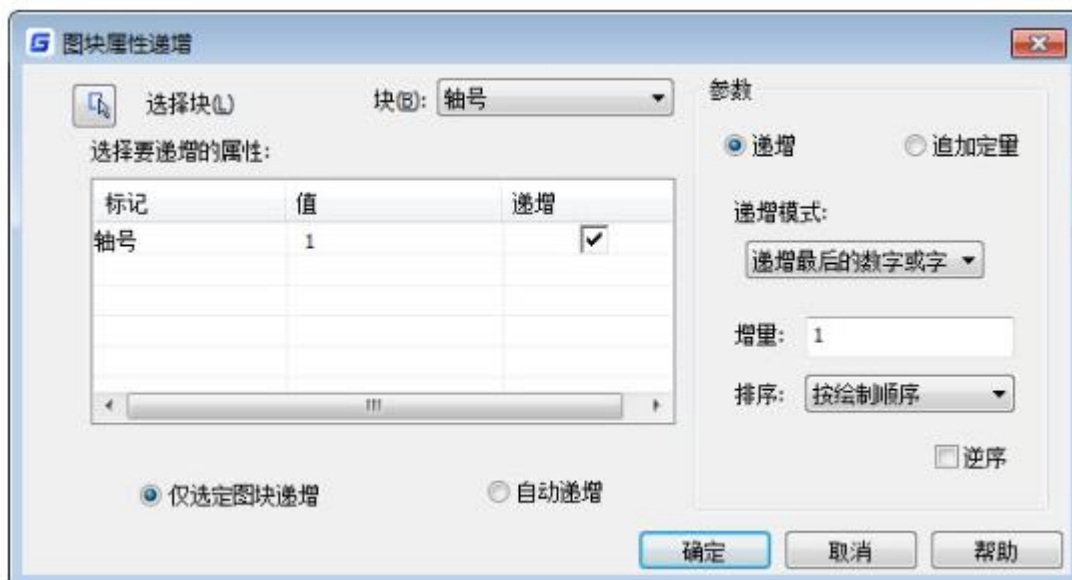 图块属性递增
选择块(L) 块(B): 轴号
选择要递增的属性:
标记 值 递增
轴号 1
仅选定图块递增 自动递增
参数
递增 追加定量
递增模式:
递增最后的数字或字
增量: 1
排序: 按绘制顺序
逆序
确定 取消 帮助